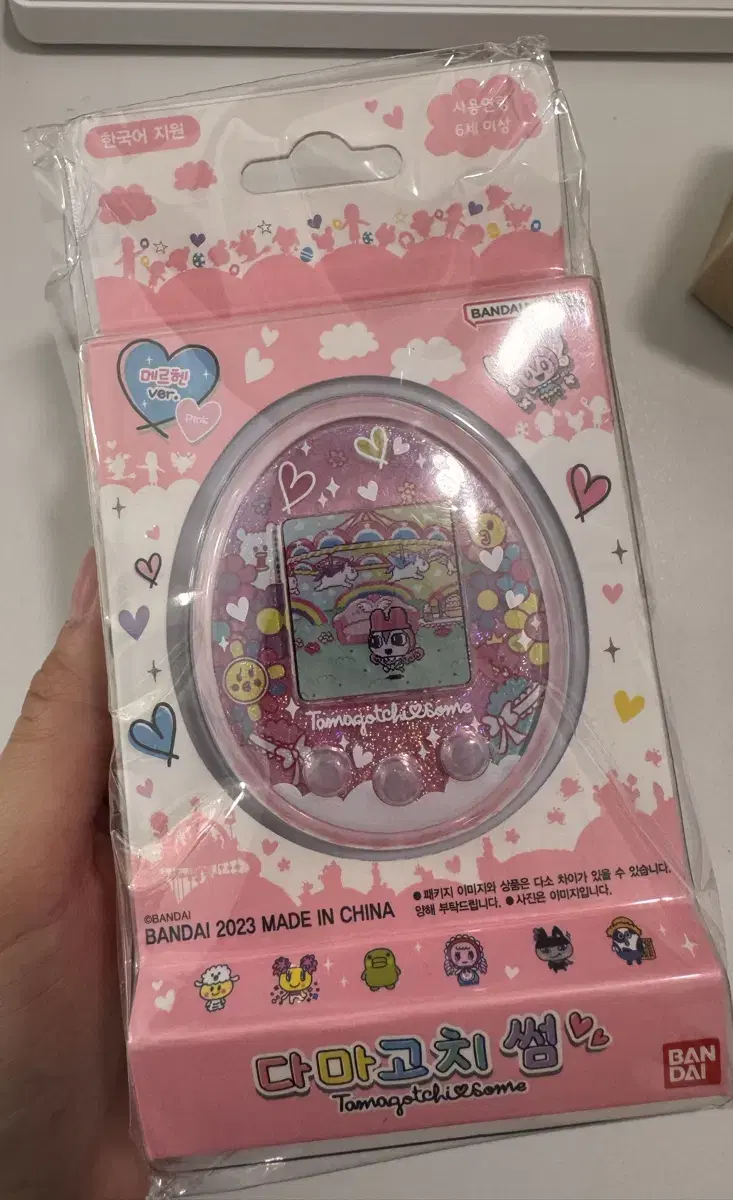 한국어 지원
사용연령
6세 이상
BANDAI
메르헨
ver.
Pink
Tamagotchi some
©BANDAI
BANDAI 2023 MADE IN CHINA
●패키지 이미지와 상품은 다소 차이가 있을 수 있습니다.
양해 부탁드립니다. ●사진은 이미지입니다.
다마고치 썸
Tamagotchi some
BAN
DAI